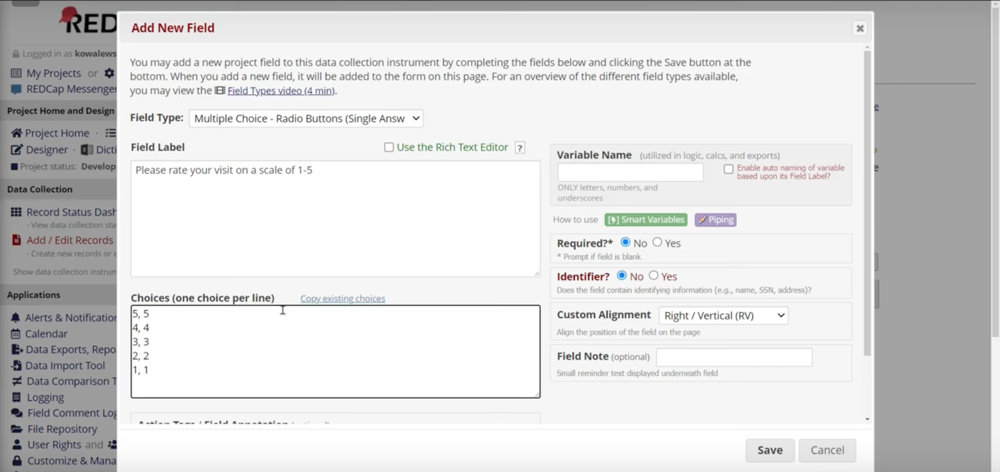 RED
Logged in as kowalews
My Projects or
REDCap Messenger
Project Home and Design
Project Home ·
Designer · Dicti
Project status: Develop
Data Collection
Record Status Dash
- View data collection sta
Add / Edit Records
- Create new records or e
Show data collection instrum
Applications
Alerts & Notification
Calendar
Data Exports, Repo
Data Import Tool
Data Comparison T
Logging
Field Comment Log
File Repository
User Rights and
Customize & Mana
Add New Field
You may add a new project field to this data collection instrument by completing the fields below and clicking the Save button at the
bottom. When you add a new field, it will be added to the form on this page. For an overview of the different field types available,
you may view the Field Types video (4 min).
Field Type: Multiple Choice - Radio Buttons (Single Answ
Field Label
Use the Rich Text Editor ?
Please rate your visit on a scale of 1-5
Choices (one choice per line) Copy existing choices
5, 5
4, 4
3, 3
2, 2
1, 1
Action Tags / Field Annotation (optional)
Variable Name (utilized in logic, calcs, and exports)
Enable auto naming of variable
based upon its Field Label?
ONLY letters, numbers, and
underscores
How to use [⚡] Smart Variables Piping
Required?* No Yes
* Prompt if field is blank
Identifier? No Yes
Does the field contain identifying information (e.g., name, SSN, address)?
Custom Alignment Right / Vertical (RV)
Align the position of the field on the page
Field Note (optional)
Small reminder text displayed underneath field
Save Cancel
e
?
e